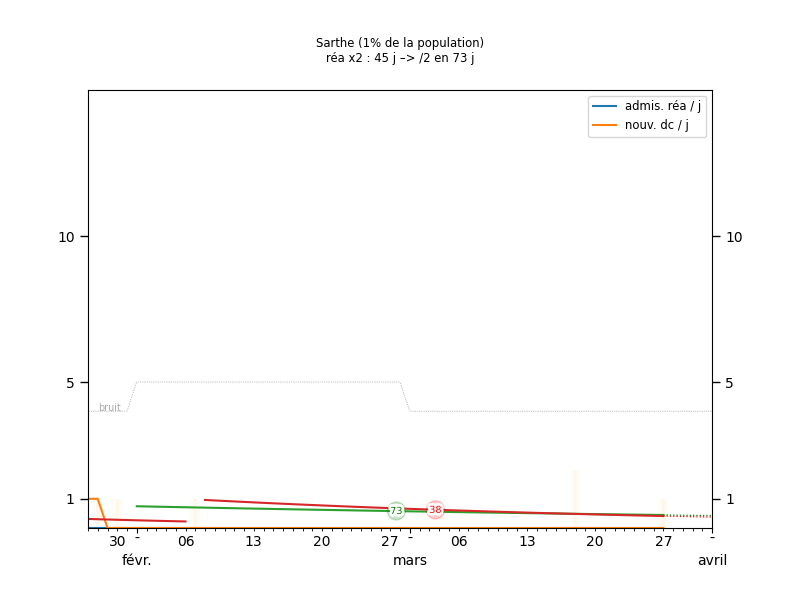 Sarthe (1% de la population)
réa x2 : 45 j –> /2 en 73 j
admis. réa / j
nouv. dc / j
10 10
5 5
bruit
1 1
73 38
30 - 06 13 20 27 - 06 13 20 27 -
févr. mars avril